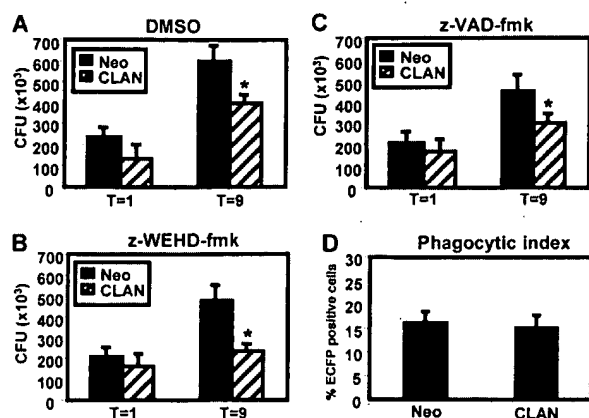 A
DMSO
CFU (x10³)
700
600
500
400
300
200
100
0
Neo
CLAN
*
T=1
T=9
C
z-VAD-fmk
CFU (x10³)
700
600
500
400
300
200
100
0
Neo
CLAN
*
T=1
T=9
B
z-WEHD-fmk
CFU (x10³)
700
600
500
400
300
200
100
0
Neo
CLAN
*
T=1
T=9
D
Phagocytic index
% ECFP positive cells
30
25
20
15
10
5
0
Neo
CLAN